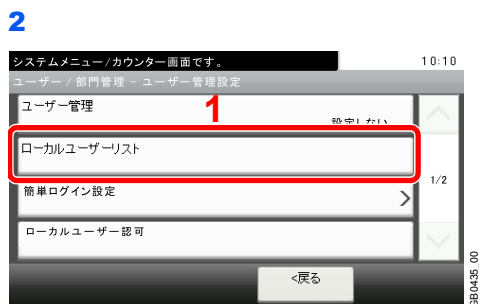 2
システムメニュー/カウンター画面です。
10:10
ユーザー / 部門管理 - ユーザー管理設定
ユーザー管理
設定しない
1
ローカルユーザーリスト
簡単ログイン設定
1/2
ローカルユーザー認可
<戻る
GB0435_00